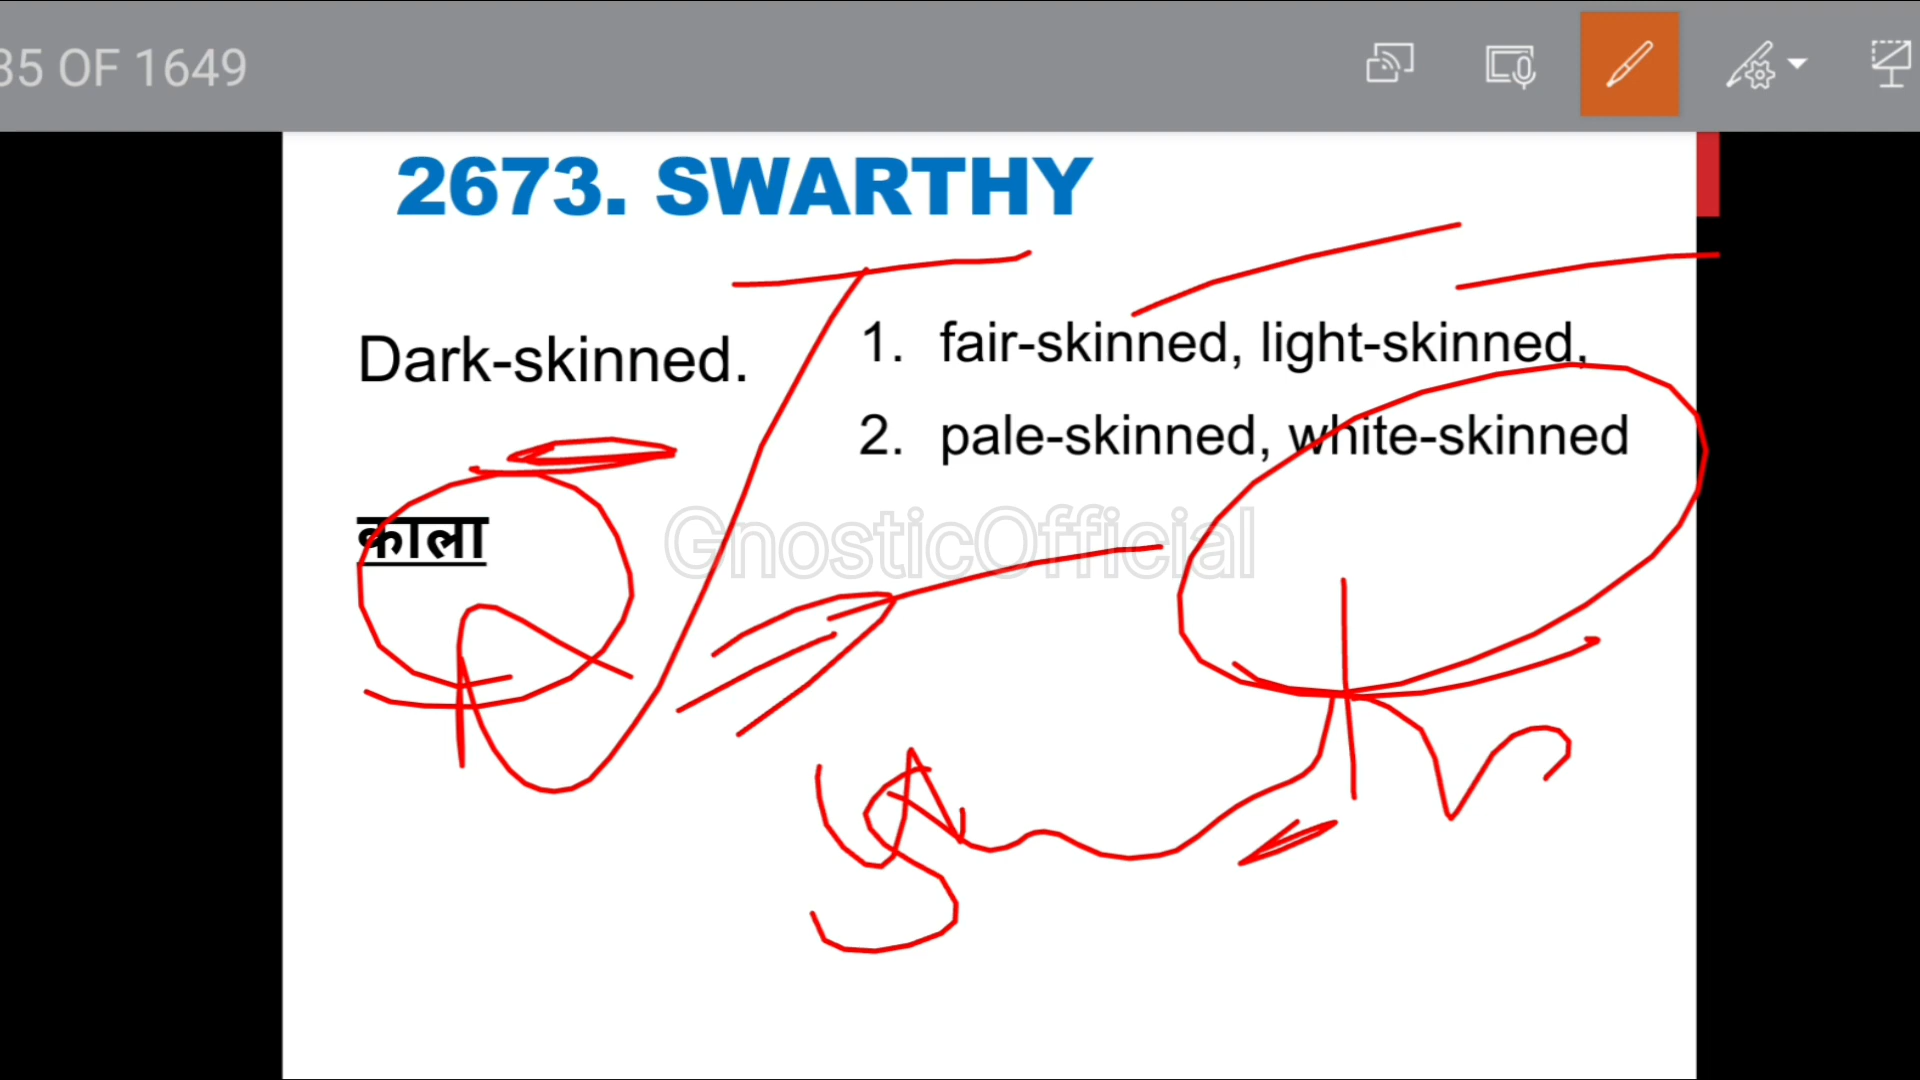 35 OF 1649
2673. SWARTHY
Dark-skinned.
काला
1. fair-skinned, light-skinned,
2. pale-skinned, white-skinned
GnosticOfficial